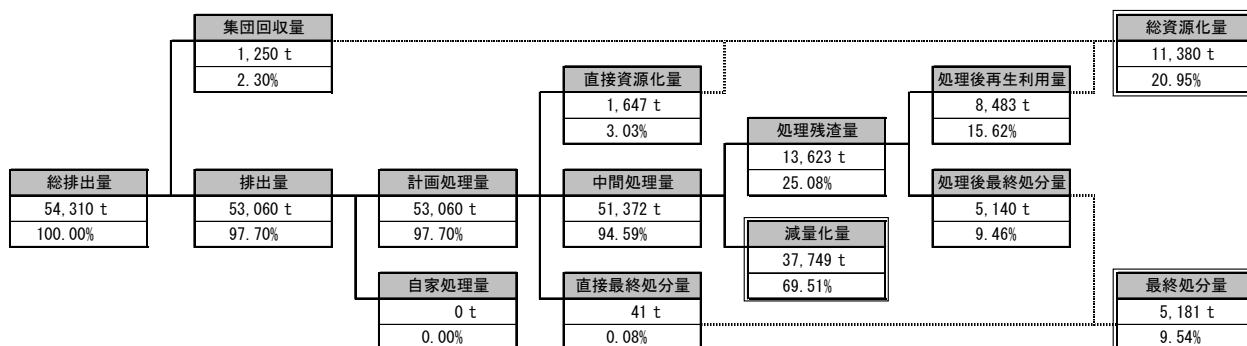 集団回収量
1,250 t
2.30%
総資源化量
11,380 t
20.95%
直接資源化量
1,647 t
3.03%
処理後再生利用量
8,483 t
15.62%
処理残渣量
13,623 t
25.08%
総排出量
54,310 t
100.00%
排出量
53,060 t
97.70%
計画処理量
53,060 t
97.70%
中間処理量
51,372 t
94.59%
処理後最終処分量
5,140 t
9.46%
減量化量
37,749 t
69.51%
自家処理量
0 t
0.00%
直接最終処分量
41 t
0.08%
最終処分量
5,181 t
9.54%